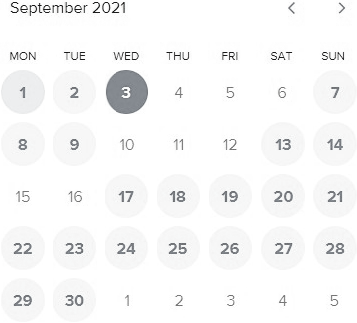 September 2021
MON TUE WED THU FRI SAT SUN
1 2 3 4 5 6 7
8 9 10 11 12 13 14
15 16 17 18 19 20 21
22 23 24 25 26 27 28
29 30 1 2 3 4 5